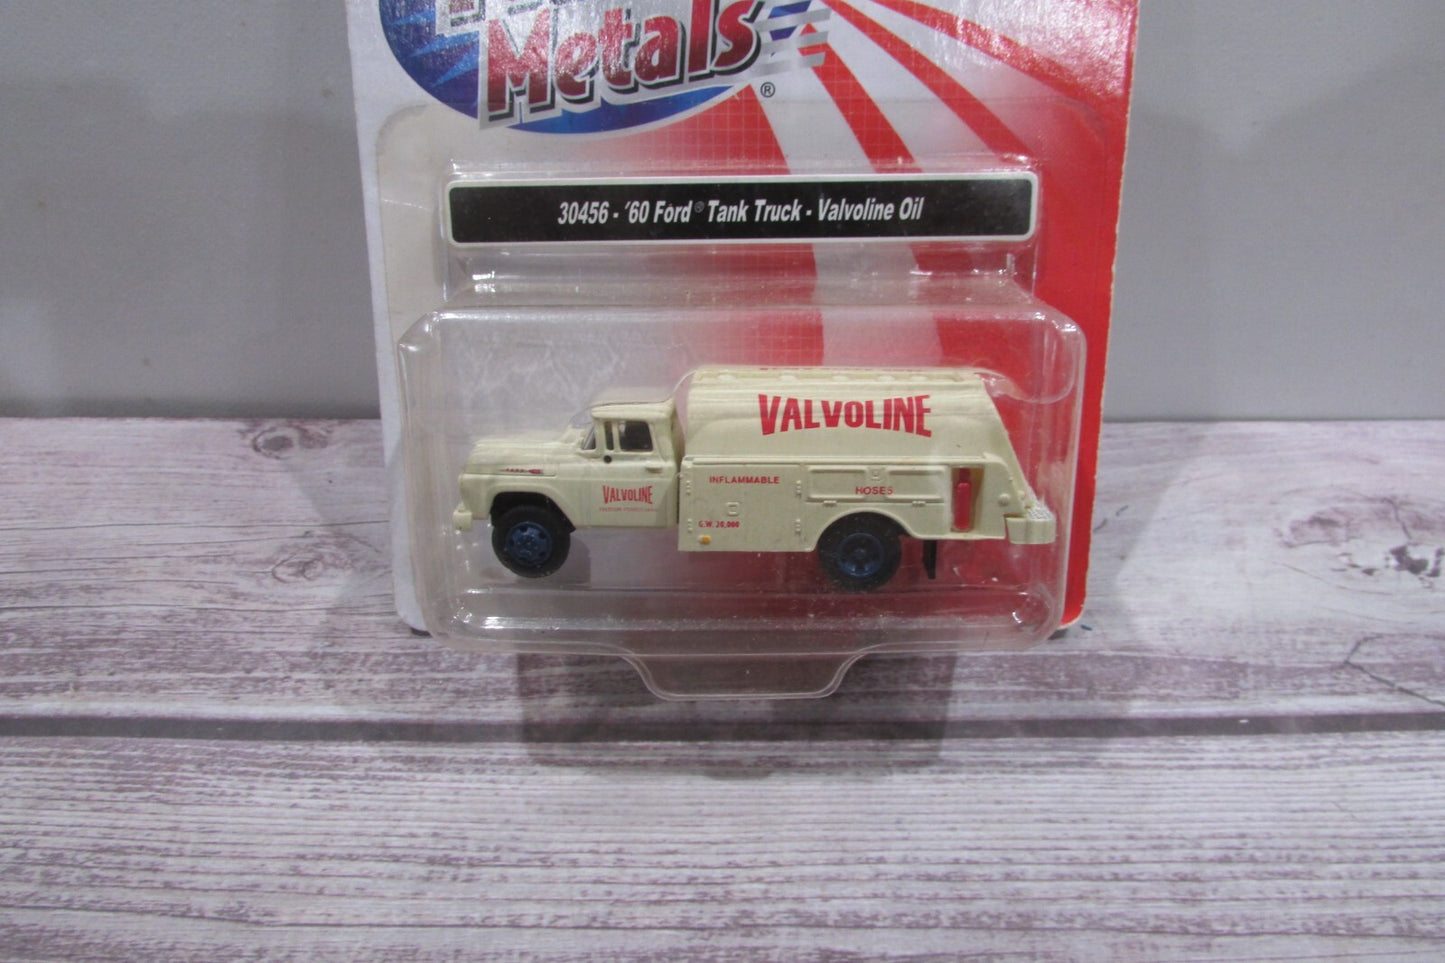 Metals®
30456 - '60 Ford® Tank Truck - Valvoline Oil
VALVOLINE
INFLAMMABLE
HOSES
VALVOLINE
G.W. 20,000